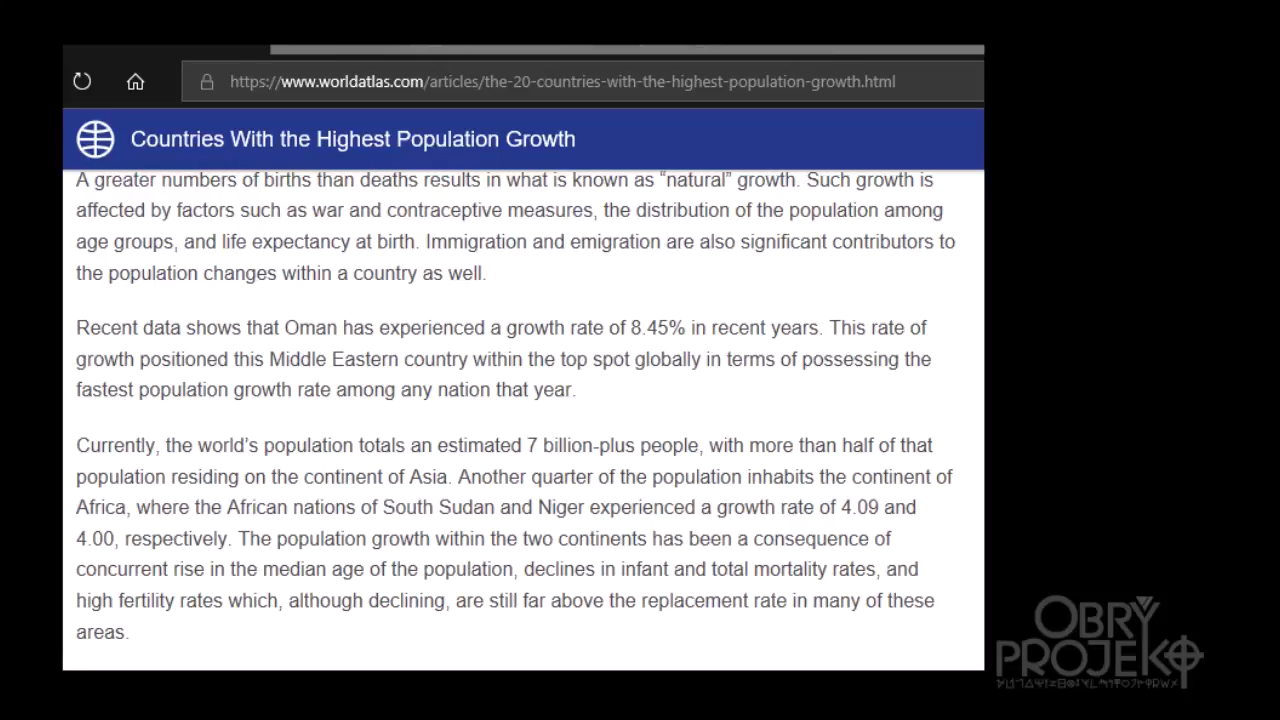 https://www.worldatlas.com/articles/the-20-countries-with-the-highest-population-growth.html
Countries With the Highest Population Growth
A greater numbers of births than deaths results in what is known as “natural” growth. Such growth is
affected by factors such as war and contraceptive measures, the distribution of the population among
age groups, and life expectancy at birth. Immigration and emigration are also significant contributors to
the population changes within a country as well.
Recent data shows that Oman has experienced a growth rate of 8.45% in recent years. This rate of
growth positioned this Middle Eastern country within the top spot globally in terms of possessing the
fastest population growth rate among any nation that year.
Currently, the world’s population totals an estimated 7 billion-plus people, with more than half of that
population residing on the continent of Asia. Another quarter of the population inhabits the continent of
Africa, where the African nations of South Sudan and Niger experienced a growth rate of 4.09 and
4.00, respectively. The population growth within the two continents has been a consequence of
concurrent rise in the median age of the population, declines in infant and total mortality rates, and
high fertility rates which, although declining, are still far above the replacement rate in many of these
areas.
OBRY
PROJEKT